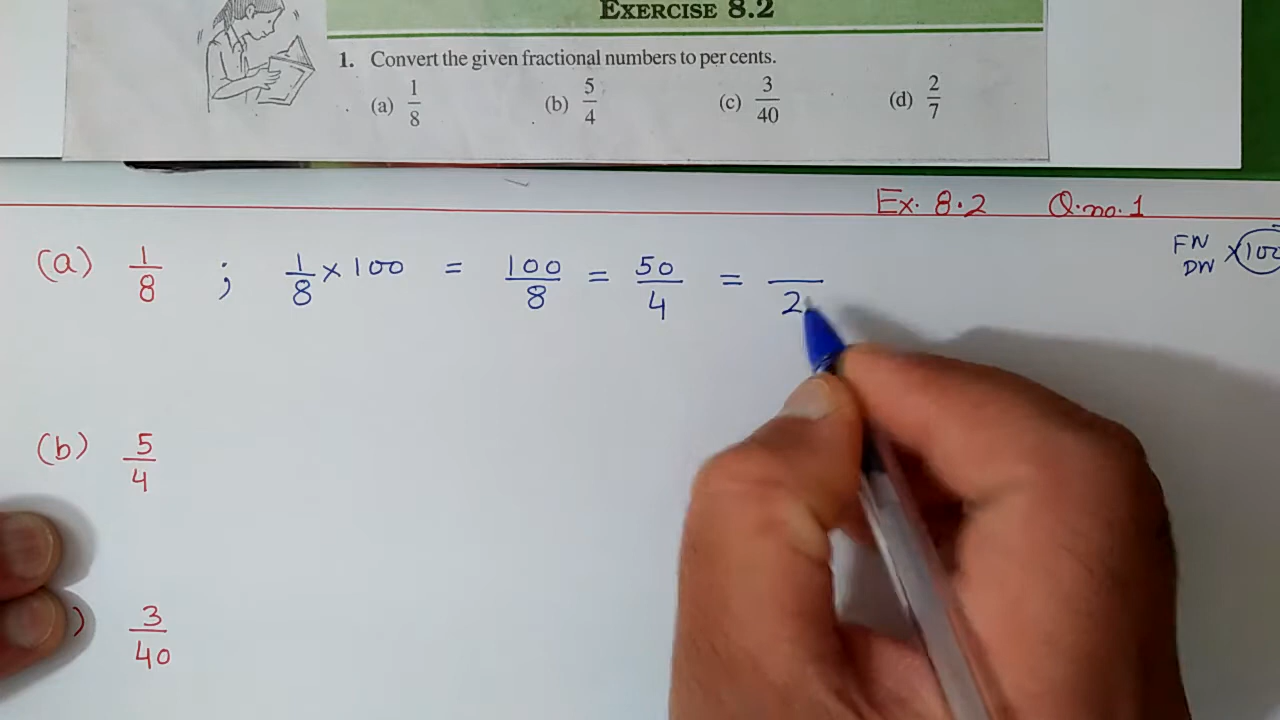 EXERCISE 8.2
1. Convert the given fractional numbers to per cents.
(a) 1/8 (b) 5/4 (c) 3/40 (d) 2/7
Ex. 8.2 Q.no.1
FN/DW × 100
(a) 1/8 ; 1/8 × 100 = 100/8 = 50/4 = /2
(b) 5/4
) 3/40